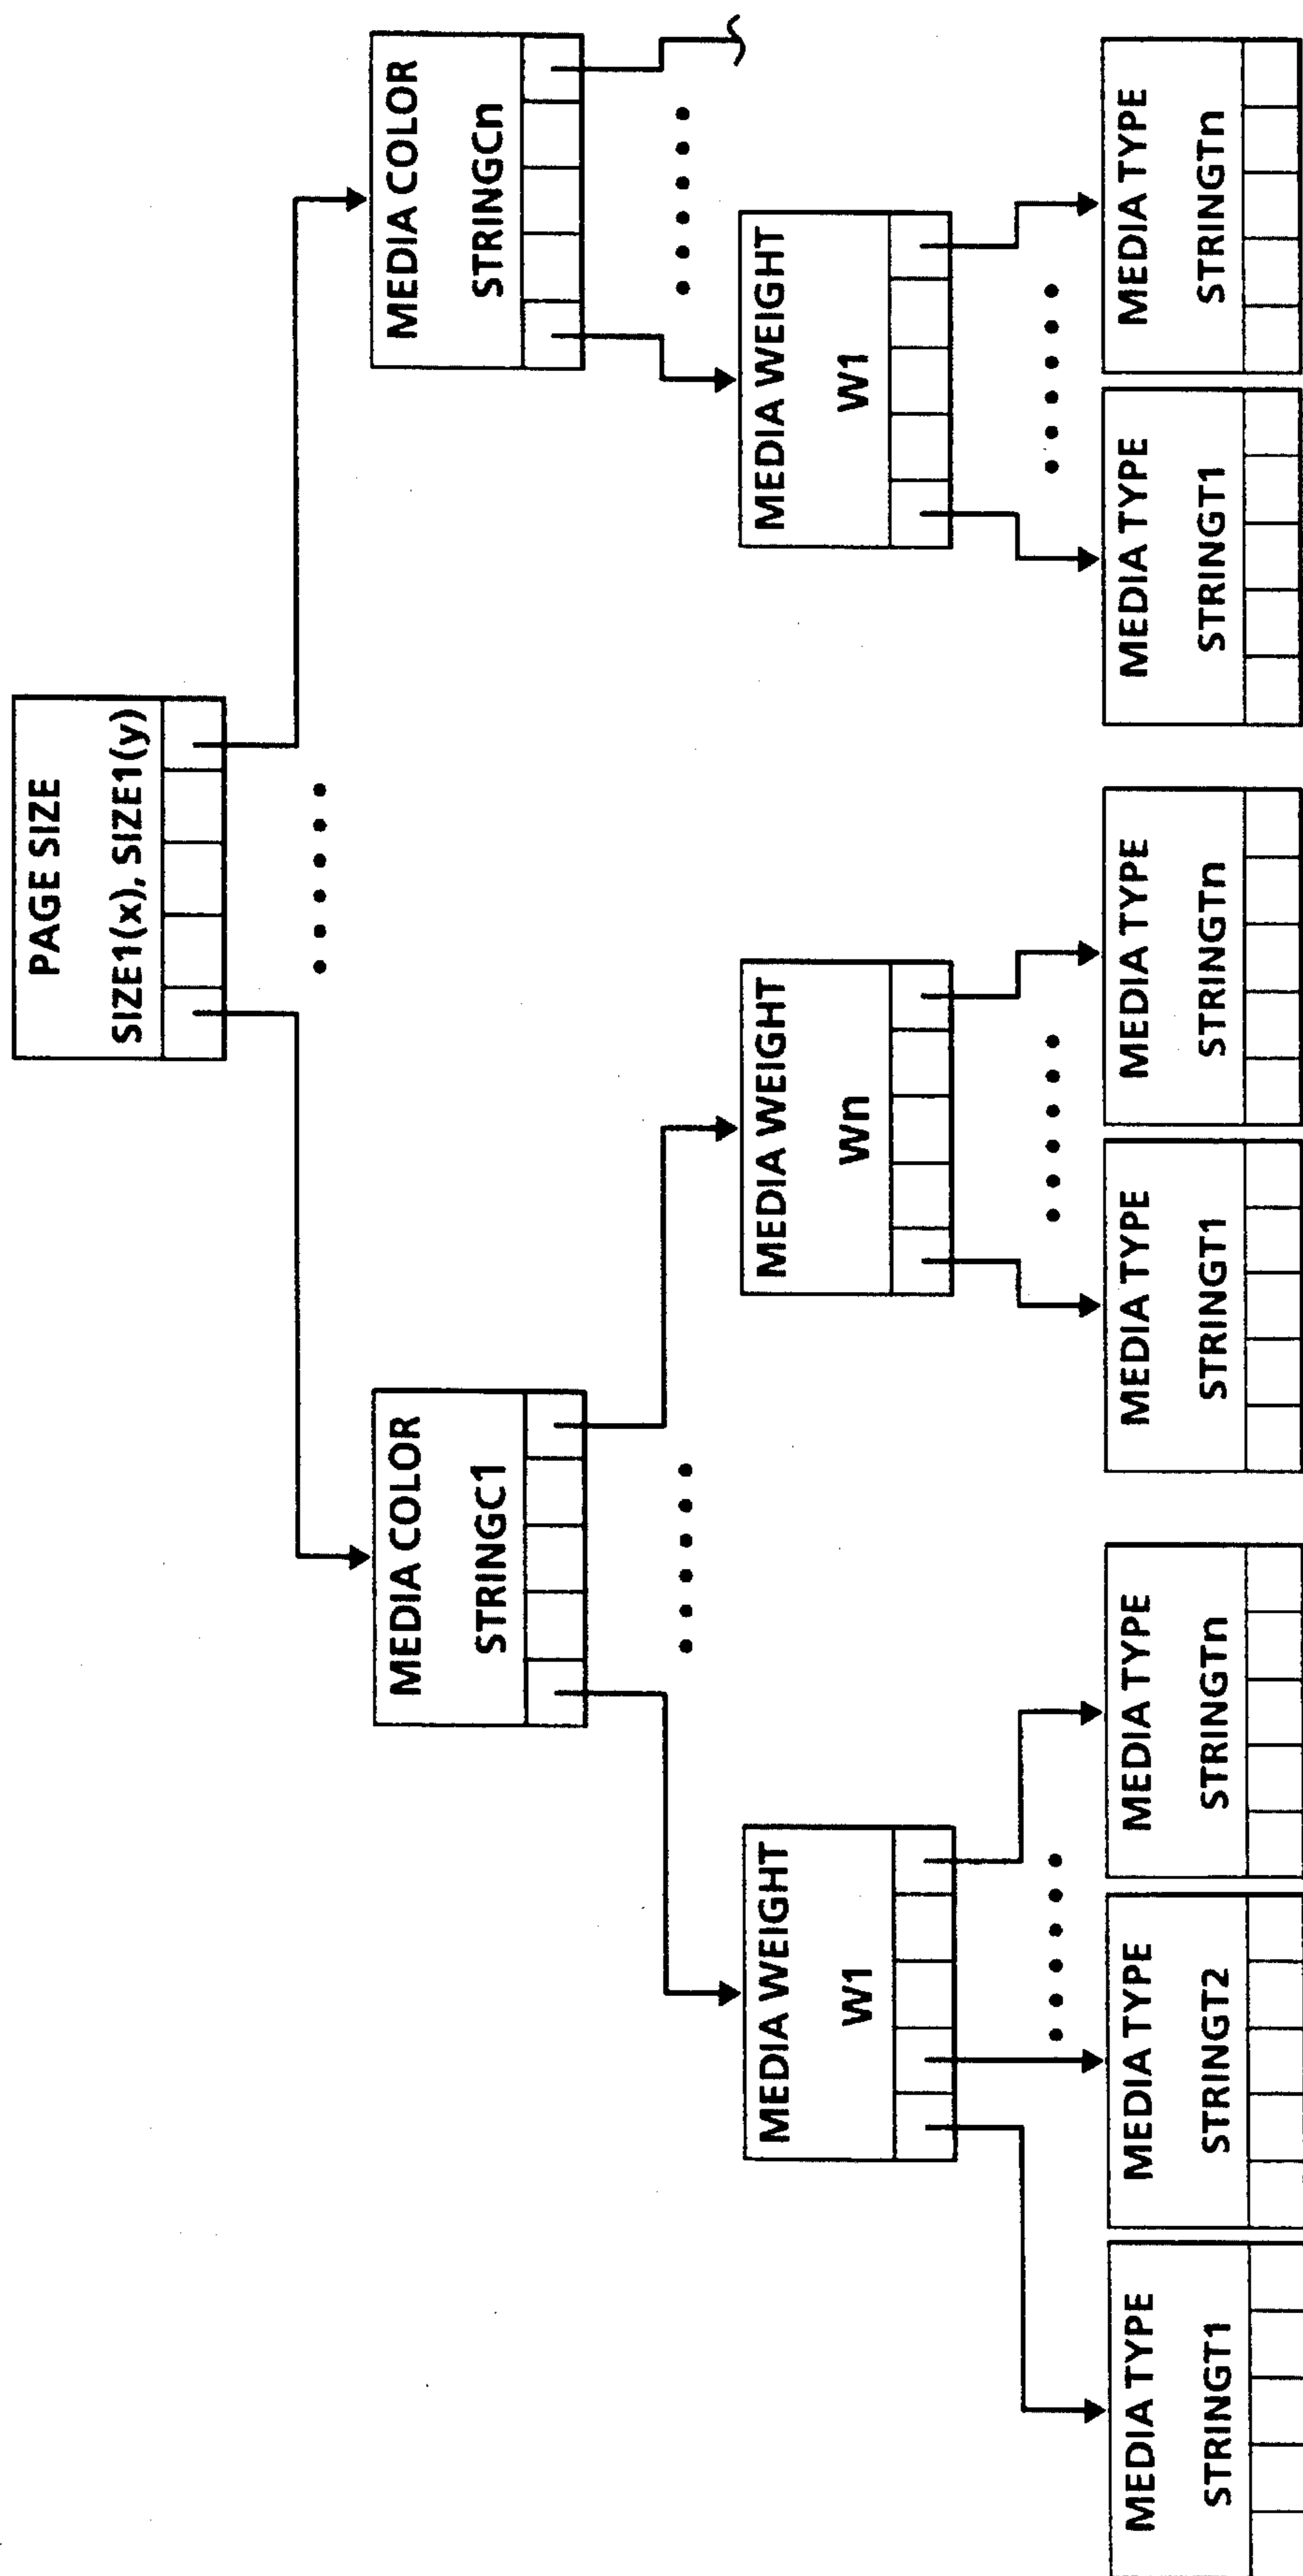 PAGE SIZE
SIZE1(x), SIZE1(y)
MEDIA COLOR
STRINGC1
MEDIA COLOR
STRINGCn
MEDIA WEIGHT
W1
MEDIA WEIGHT
Wn
MEDIA WEIGHT
W1
MEDIA TYPE
STRINGT1
MEDIA TYPE
STRINGT2
MEDIA TYPE
STRINGTn
MEDIA TYPE
STRINGT1
MEDIA TYPE
STRINGTn
MEDIA TYPE
STRINGT1
MEDIA TYPE
STRINGTn